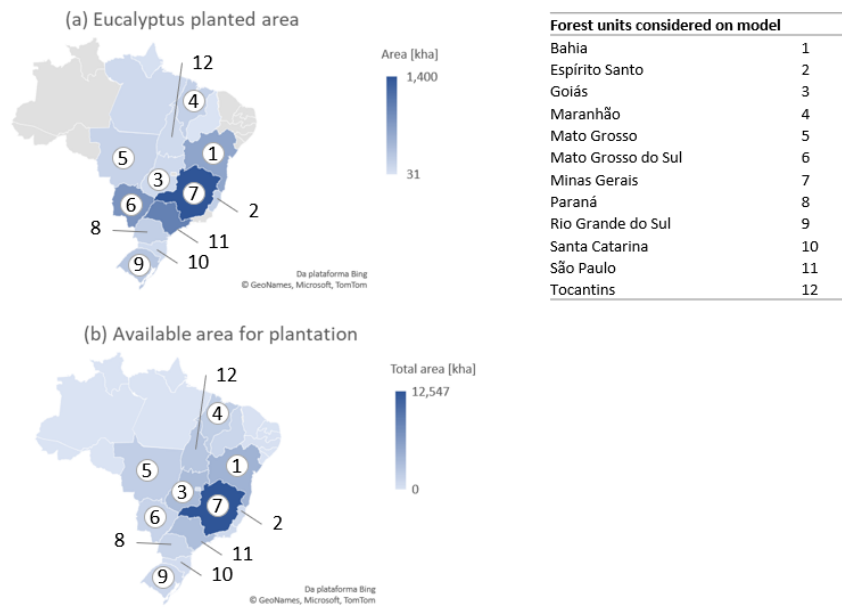 (a) Eucalyptus planted area
12
Area [kha]
1,400
31
4
1
5
3
7
6
2
8
11
10
9
Da plataforma Bing
© GeoNames, Microsoft, TomTom
Forest units considered on model
Bahia 1
Espírito Santo 2
Goiás 3
Maranhão 4
Mato Grosso 5
Mato Grosso do Sul 6
Minas Gerais 7
Paraná 8
Rio Grande do Sul 9
Santa Catarina 10
São Paulo 11
Tocantins 12
(b) Available area for plantation
12
Total area [kha]
12,547
0
4
1
5
3
7
6
2
8
11
10
9
Da plataforma Bing
© GeoNames, Microsoft, TomTom